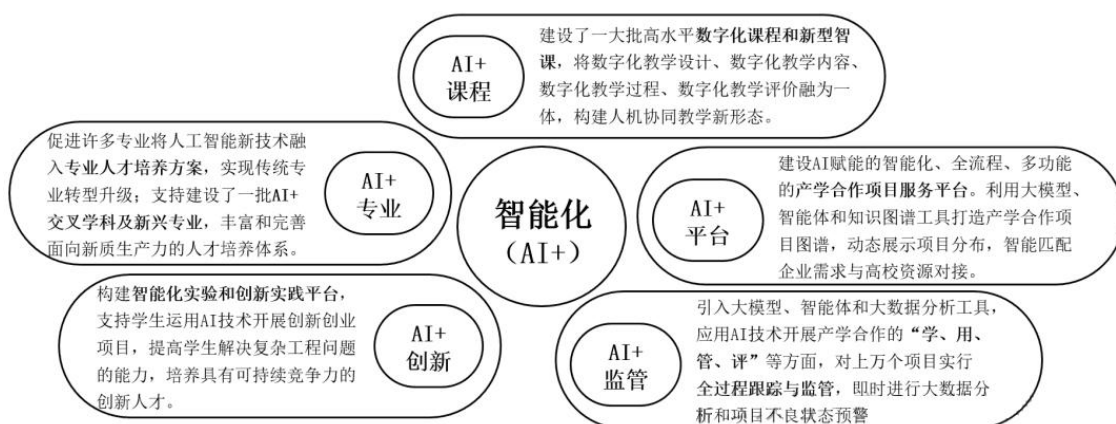 AI+
课程
建设了一大批高水平数字化课程和新型智
课，将数字化教学设计、数字化教学内容、
数字化教学过程、数字化教学评价融为一
体，构建人机协同教学新形态。
促进许多专业将人工智能新技术融
入专业人才培养方案，实现传统专
业转型升级；支持建设了一批AI+
交叉学科及新兴专业，丰富和完善
面向新质生产力的人才培养体系。
AI+
专业
智能化
（AI+）
AI+
平台
建设AI赋能的智能化、全流程、多功能
的产学合作项目服务平台。利用大模型、
智能体和知识图谱工具打造产学合作项
目图谱，动态展示项目分布，智能匹配
企业需求与高校资源对接。
构建智能化实验和创新实践平台，
支持学生运用AI技术开展创新创业
项目，提高学生解决复杂工程问题
的能力，培养具有可持续竞争力的
创新人才。
AI+
创新
AI+
监管
引入大模型、智能体和大数据分析工具，
应用AI技术开展产学合作的“学、用、
管、评”等方面，对上万个项目实行
全过程跟踪与监管，即时进行大数据分
析和项目不良状态预警